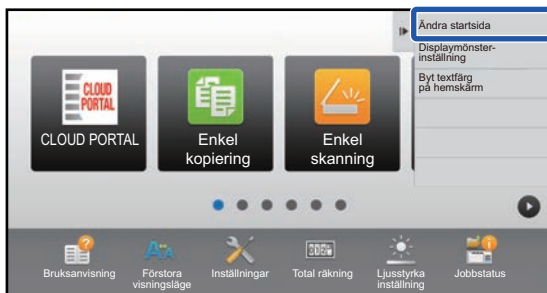 Ändra startsida
Displaymönster-
inställning
Byt textfärg
på hemskärm
CLOUD
PORTAL
CLOUD PORTAL
Enkel
kopiering
Enkel
skanning
Bruksanvisning
Förstora
visningsläge
Inställningar
Total räkning
Ljusstyrka
inställning
Jobbstatus